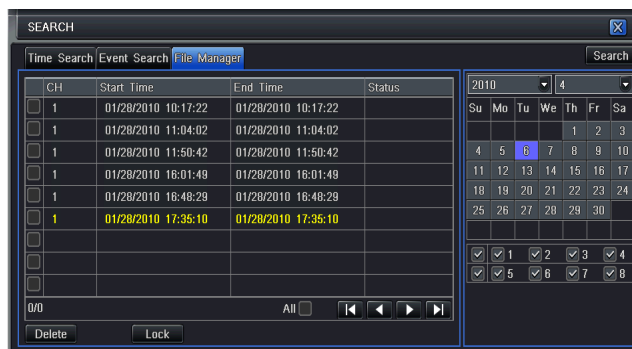 SEARCH
Time Search Event Search File Manager Search
CH Start Time End Time Status
1 01/28/2010 10:17:22 01/28/2010 10:17:22
1 01/28/2010 11:04:02 01/28/2010 11:04:02
1 01/28/2010 11:50:42 01/28/2010 11:50:42
1 01/28/2010 16:01:49 01/28/2010 16:01:49
1 01/28/2010 16:48:29 01/28/2010 16:48:29
1 01/28/2010 17:35:10 01/28/2010 17:35:10
0/0 All
Delete Lock
2010 4
Su Mo Tu We Th Fr Sa
1 2 3
4 5 6 7 8 9 10
11 12 13 14 15 16 17
18 19 20 21 22 23 24
25 26 27 28 29 30
1 2 3 4
5 6 7 8